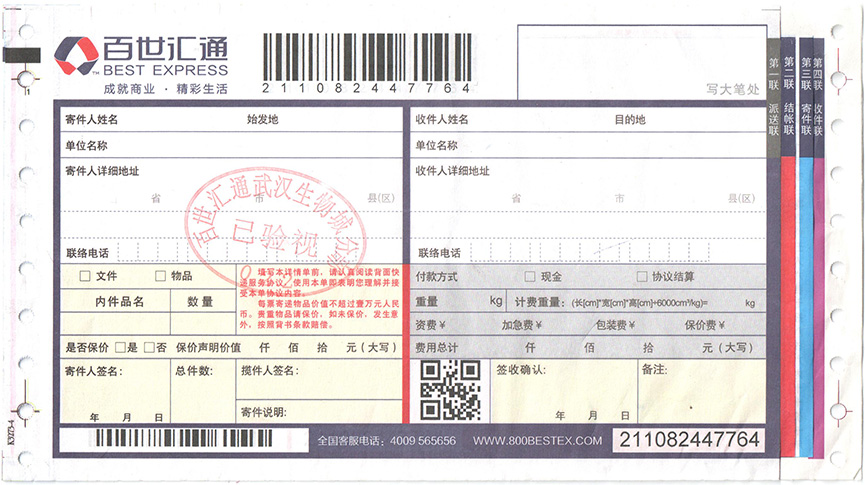 百世汇通
BEST EXPRESS
成就商业·精彩生活
211082447764
写大笔处
第一联 派送联
第二联 结帐联
第三联 寄件联
第四联 收件联
寄件人姓名 始发地
单位名称
寄件人详细地址
省 市 县(区)
联络电话
收件人姓名 目的地
单位名称
收件人详细地址
省 市 县(区)
联络电话
百世汇通武汉生物城分部
已验视
012
□文件 □物品
内件品名 数量
填写本详情单前，请认真阅读背面快
递服务协议，使用本单即表明您理解并接
受本单协议内容。
每票寄递物品价值不超过壹万元人民
币。贵重物品请保价，如未保价，发生意
外，按照背书条款赔偿。
付款方式 □现金 □协议结算
重量 kg 计费重量：(长[cm]*宽[cm]*高[cm]÷6000cm³/kg)= kg
资费¥ 加急费¥ 包装费¥ 保价费¥
是否保价 □是 □否 保价声明价值 仟 佰 拾 元(大写)
费用总计 仟 佰 拾 元(大写)
寄件人签名： 总件数： 揽件人签名：
年 月 日
寄件说明：
签收确认： 备注：
年 月 日
全国客服电话：4009 565656 WWW.800BESTEX.COM 211082447764